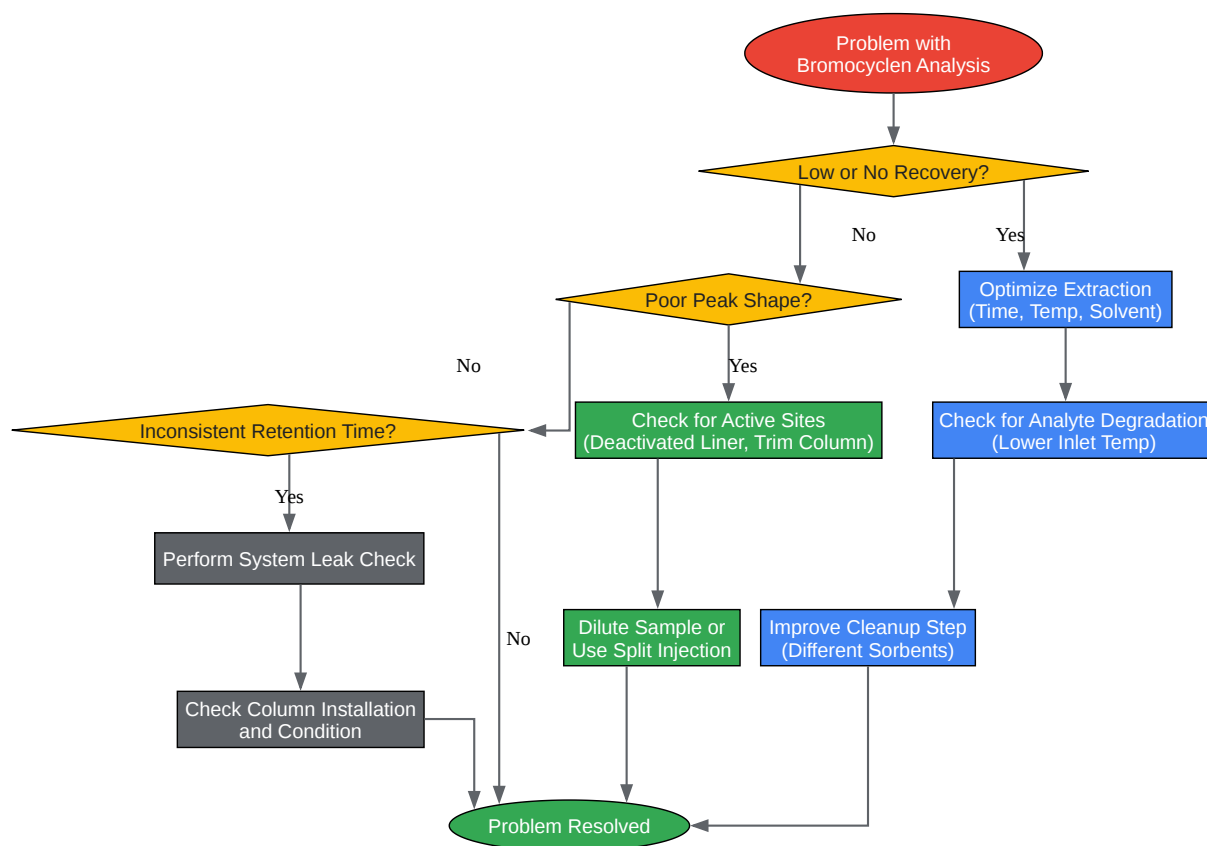 Problem with
Bromocyclen Analysis
Low or No Recovery?
No
Yes
Poor Peak Shape?
Optimize Extraction
(Time, Temp, Solvent)
No
Yes
Inconsistent Retention Time?
Check for Active Sites
(Deactivated Liner, Trim Column)
Check for Analyte Degradation
(Lower Inlet Temp)
Yes
Perform System Leak Check
No
Dilute Sample or
Use Split Injection
Improve Cleanup Step
(Different Sorbents)
Check Column Installation
and Condition
Problem Resolved